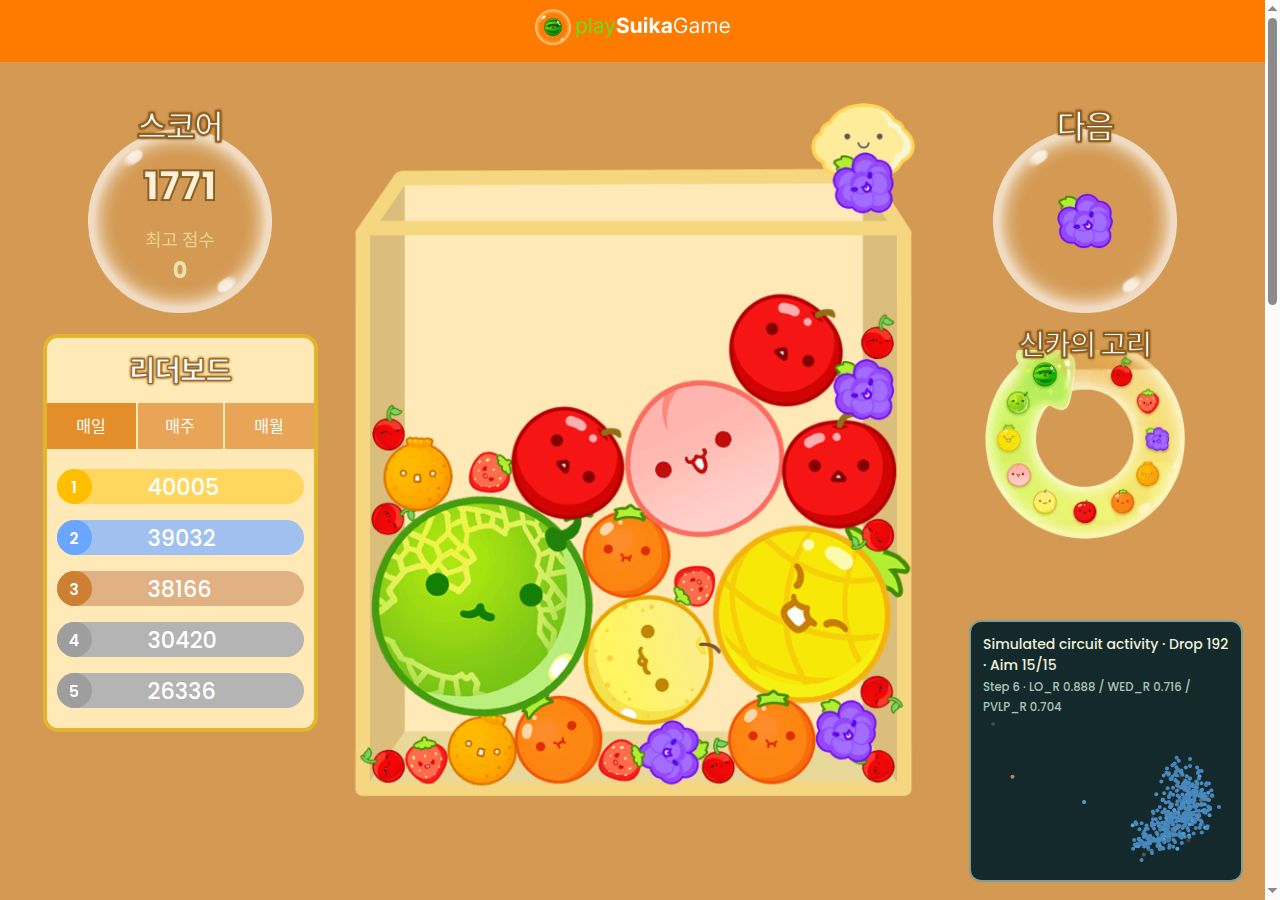 playSuikaGame
스코어
1771
최고 점수
0
리더보드
매일 매주 매월
1 40005
2 39032
3 38166
4 30420
5 26336
다음
신카의 고리
Simulated circuit activity · Drop 192
· Aim 15/15
Step 6 · LO_R 0.888 / WED_R 0.716 /
PVLP_R 0.704